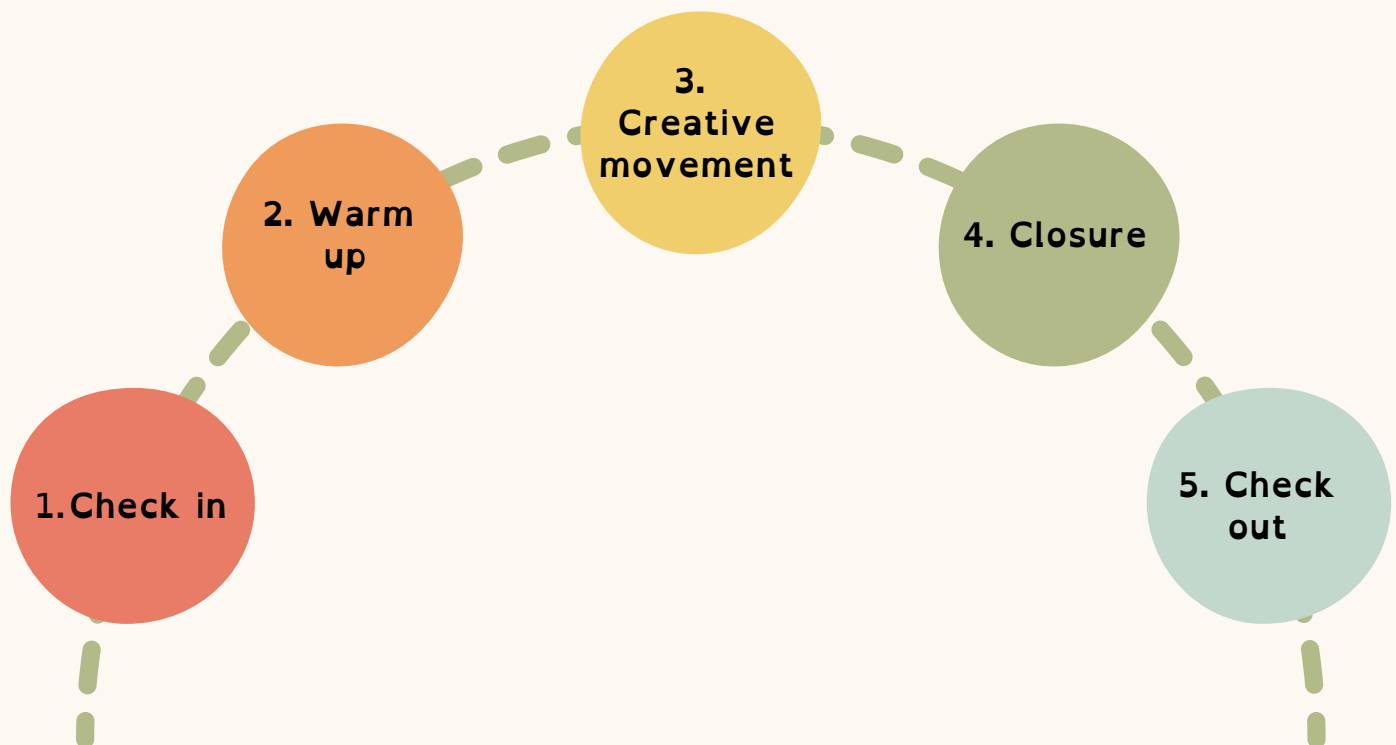 1.Check in
2. Warm
up
3.
Creative
movement
4. Closure
5. Check
out